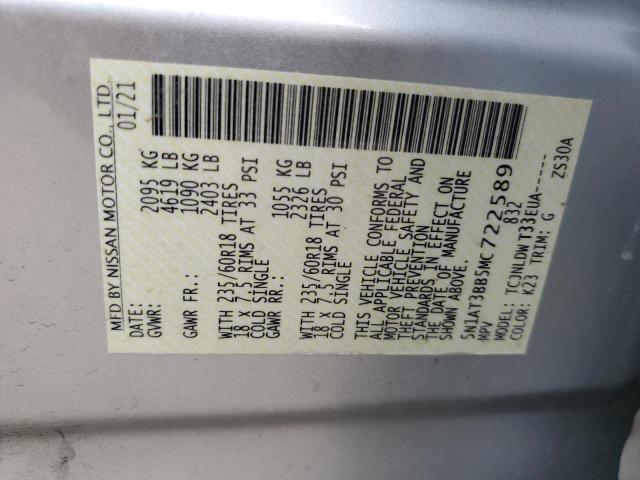 MFD BY NISSAN MOTOR CO., LTD.
DATE: 01/21
GVWR: 2095 KG
4619 LB
GAWR FR.: 1090 KG
2403 LB
WITH 235/60R18 TIRES
18 X 7.5 RIMS AT 33 PSI
COLD SINGLE
GAWR RR.: 1055 KG
2326 LB
WITH 235/60R18 TIRES
18 X 7.5 RIMS AT 30 PSI
COLD SINGLE
THIS VEHICLE CONFORMS TO
ALL APPLICABLE FEDERAL
MOTOR VEHICLE SAFETY AND
THEFT PREVENTION
STANDARDS IN EFFECT ON
THE DATE OF MANUFACTURE
SHOWN ABOVE.
5N1AT3BB5MC722589
MPV 832
MODEL: TCJNLDWT33EUA------
COLOR: K23 TRIM: G ZS30A